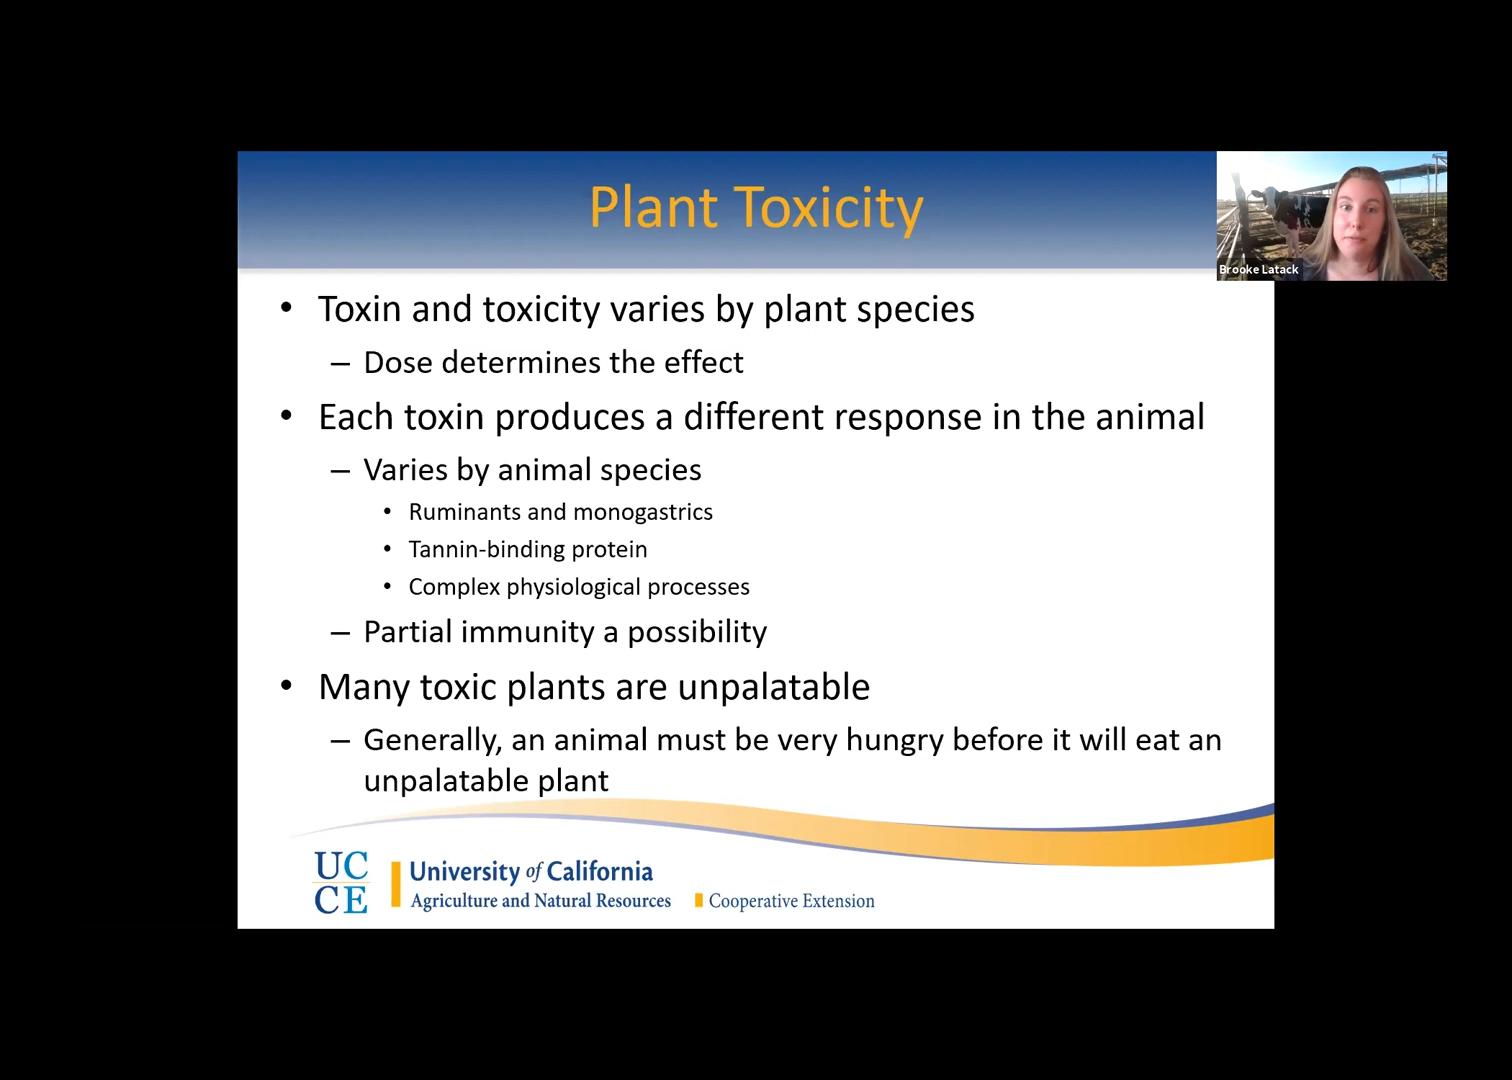 Plant Toxicity
Brooke Latack
• Toxin and toxicity varies by plant species
– Dose determines the effect
• Each toxin produces a different response in the animal
– Varies by animal species
• Ruminants and monogastrics
• Tannin-binding protein
• Complex physiological processes
– Partial immunity a possibility
• Many toxic plants are unpalatable
– Generally, an animal must be very hungry before it will eat an
unpalatable plant
UC
CE
University of California
Agriculture and Natural Resources
Cooperative Extension